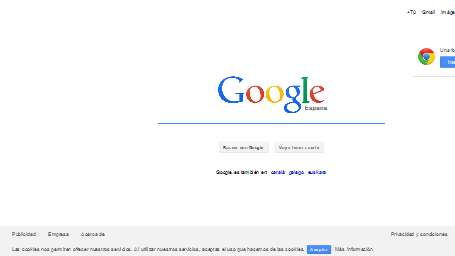 +Tú Gmail Imáge
Una fo
Google
España
Buscar con Google Voy a tener suerte
Google.es también en: català galego euskara
Publicidad Empresa Acerca de Privacidad y condiciones
Las cookies nos permiten ofrecer nuestros servicios. Al utilizar nuestros servicios, aceptas el uso que hacemos de las cookies. Aceptar Más información